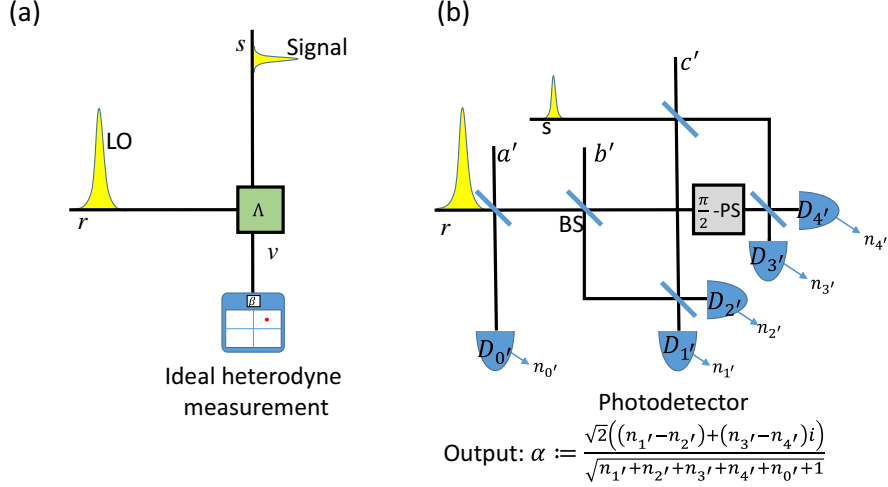 (a)
s
Signal
LO
r
Λ
v
β
Ideal heterodyne
measurement
(b)
c′
s
a′
b′
r
BS
π/2 -PS
D₄′
n₄′
D₃′
n₃′
D₂′
n₂′
D₁′
n₁′
D₀′
n₀′
Photodetector
Output: α ≔ √2((n₁′−n₂′)+(n₃′−n₄′)i) / √(n₁′+n₂′+n₃′+n₄′+n₀′+1)